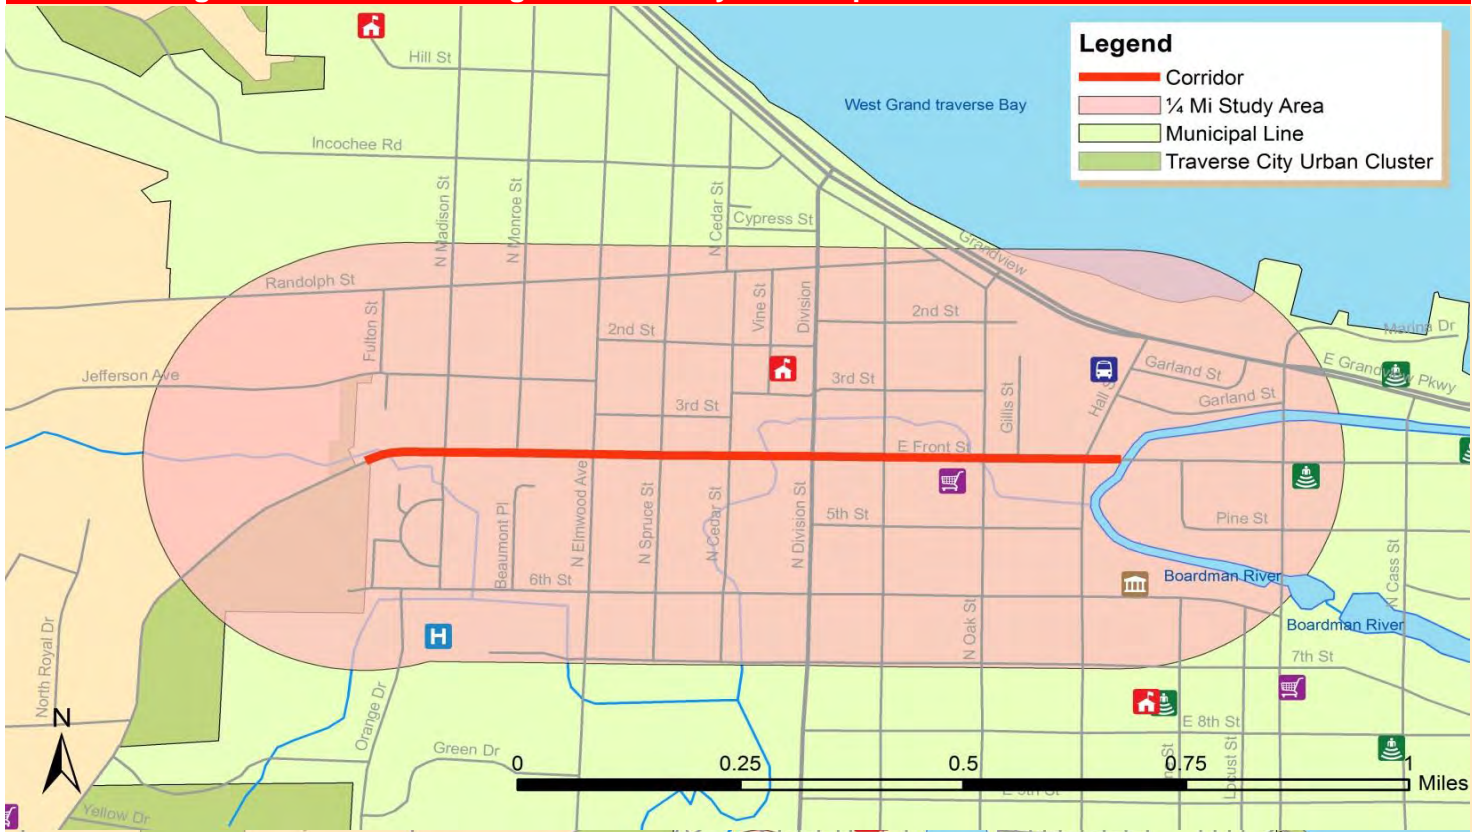 Hill St
West Grand traverse Bay
Legend
Corridor
¼ Mi Study Area
Municipal Line
Traverse City Urban Cluster
Incochee Rd
N Madison St
N Monroe St
N Cedar St
Cypress St
Grandview
Randolph St
Fulton St
Vine St
Division
2nd St
2nd St
Marina Dr
Jefferson Ave
3rd St
3rd St
Gillis St
Hall
Garland St
Garland St
E Grandview Pkwy
E Front St
Beaumont Pl
N Elmwood Ave
N Spruce St
N Cedar St
N Division St
5th St
Pine St
6th St
N Cass St
Boardman River
Boardman River
H
N Oak St
7th St
North Royal Dr
N
Orange Dr
Green Dr
E 8th St
Locust St
0 0.25 0.5 0.75 1
Miles
E 9th St
Yellow Dr